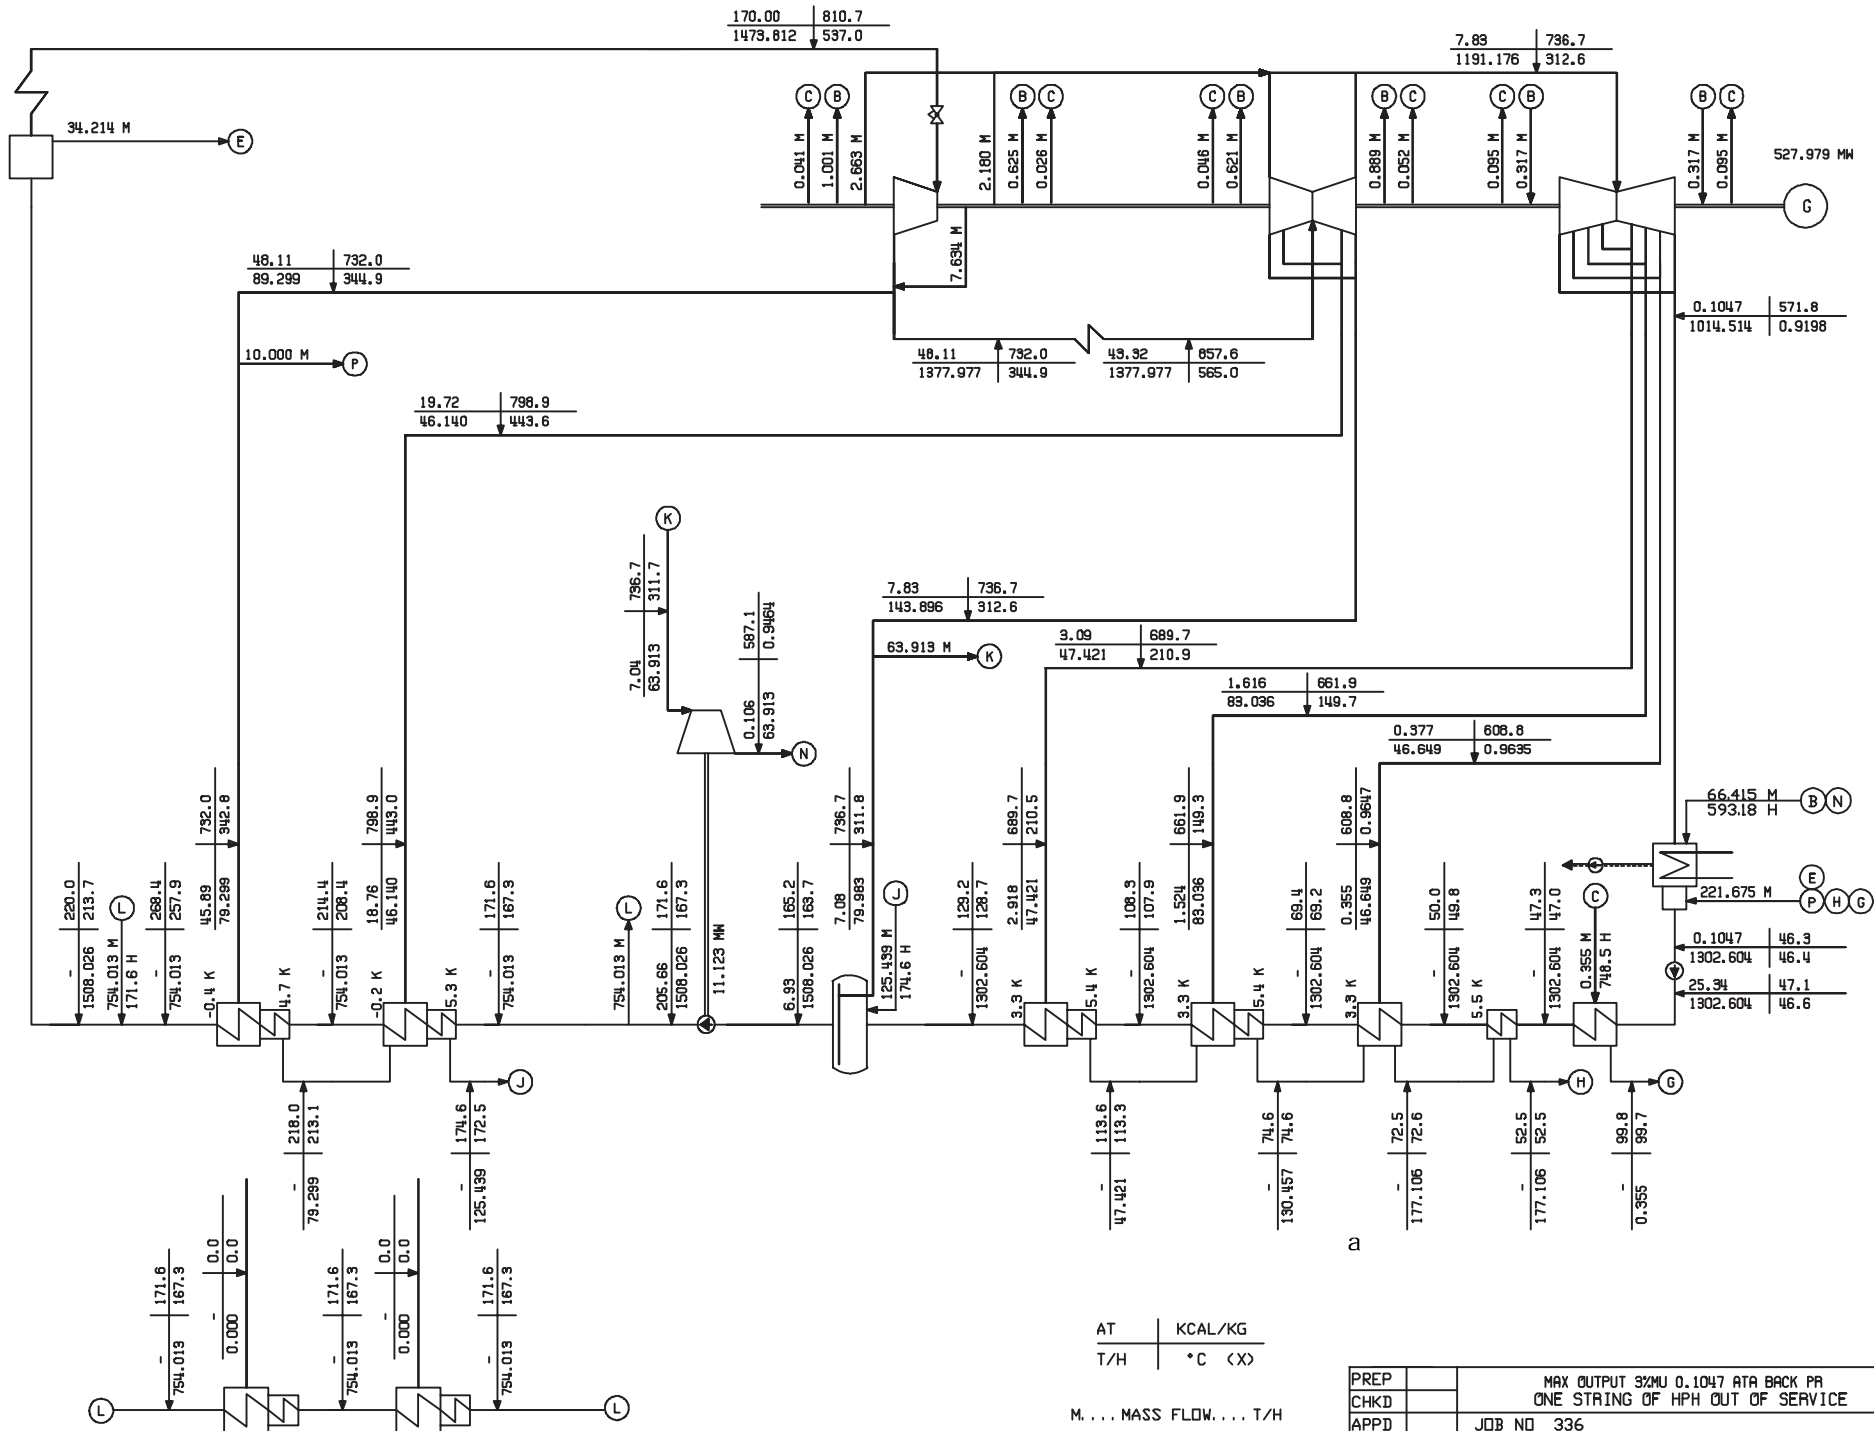 170.00 810.7
1473.812 537.0
7.83 736.7
1191.176 312.6
34.214 M
E
C
B
B
C
C
B
B
C
C
B
B
C
0.041 M
1.001 M
2.663 M
2.180 M
0.625 M
0.026 M
0.046 M
0.621 M
0.889 M
0.052 M
0.095 M
0.317 M
0.317 M
0.095 M
527.979 MW
G
7.634 M
48.11 732.0
89.299 344.9
0.1047 571.8
1014.514 0.9198
10.000 M
P
48.11 732.0
1377.977 344.9
43.32 857.6
1377.977 565.0
19.72 798.9
46.140 443.6
K
736.7
311.7
7.04
63.913
587.1
0.9464
0.106
63.913
N
7.83 736.7
143.896 312.6
63.913 M
K
3.09 689.7
47.421 210.9
1.616 661.9
83.036 149.7
0.377 608.8
46.649 0.9635
66.415 M
593.18 H
B
N
E
221.675 M
P
H
G
0.1047 46.3
1302.604 46.4
25.34 47.1
1302.604 46.6
220.0
213.7
-
1508.026
L
754.013 M
171.6 H
268.4
257.9
-
754.013
732.0
342.8
45.89
79.299
-0.4 K
4.7 K
214.4
208.4
-
754.013
798.9
443.0
18.76
46.140
-0.2 K
5.3 K
171.6
167.3
-
754.013
L
754.013 M
171.6
167.3
205.66
1508.026
11.123 MW
165.2
163.7
6.93
1508.026
736.7
311.8
7.08
79.983
J
125.439 M
174.6 H
129.2
128.7
-
1302.604
689.7
210.5
2.918
47.421
3.3 K
5.4 K
108.3
107.9
-
1302.604
661.9
149.3
1.524
83.036
3.3 K
5.4 K
69.4
69.2
-
1302.604
608.8
0.9647
0.355
46.649
3.3 K
50.0
49.8
-
1302.604
5.5 K
47.3
47.0
-
1302.604
C
0.355 M
748.5 H
J
H
G
218.0
213.1
-
79.299
174.6
172.5
-
125.439
113.6
113.3
-
47.421
74.6
74.6
-
130.457
72.5
72.6
-
177.106
52.5
52.5
-
177.106
99.8
99.7
-
0.355
a
171.6
167.3
-
754.013
0.0
0.0
-
0.000
171.6
167.3
-
754.013
0.0
0.0
-
0.000
171.6
167.3
-
754.013
L
L
AT KCAL/KG
T/H °C (X)
M.... MASS FLOW.... T/H
PREP
CHKD
APPD
MAX OUTPUT 3%MU 0.1047 ATA BACK PR
ONE STRING OF HPH OUT OF SERVICE
JOB NO 336